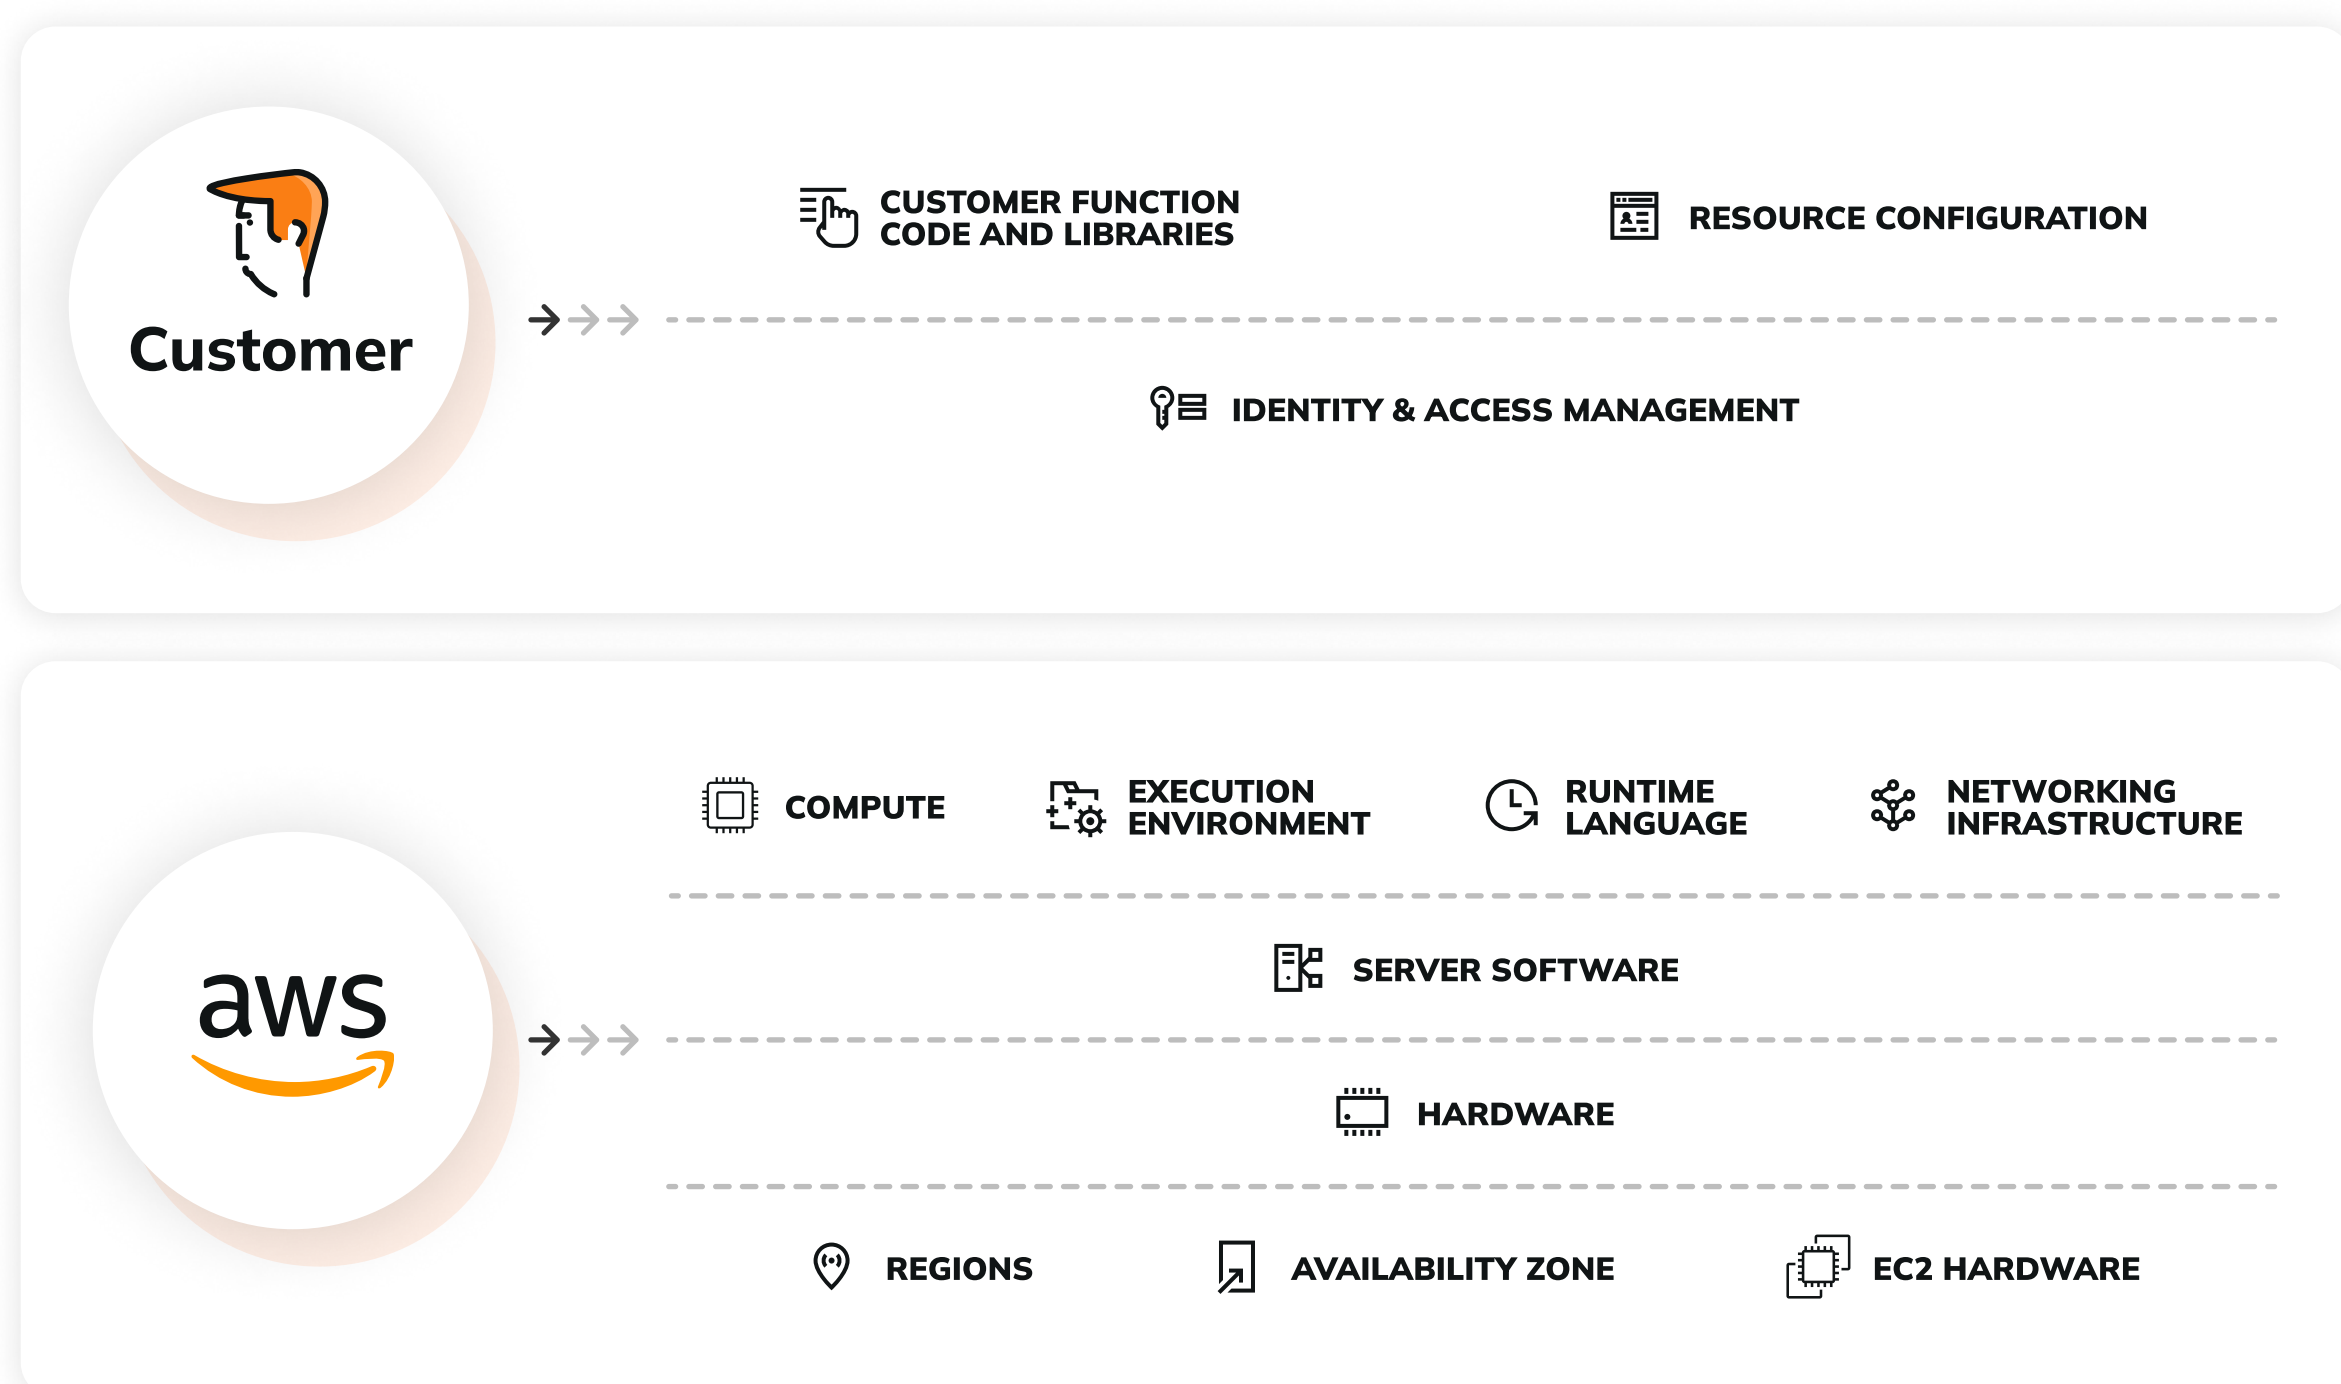 Customer
CUSTOMER FUNCTION
CODE AND LIBRARIES
RESOURCE CONFIGURATION
IDENTITY & ACCESS MANAGEMENT
aws
COMPUTE
EXECUTION
ENVIRONMENT
RUNTIME
LANGUAGE
NETWORKING
INFRASTRUCTURE
SERVER SOFTWARE
HARDWARE
REGIONS
AVAILABILITY ZONE
EC2 HARDWARE